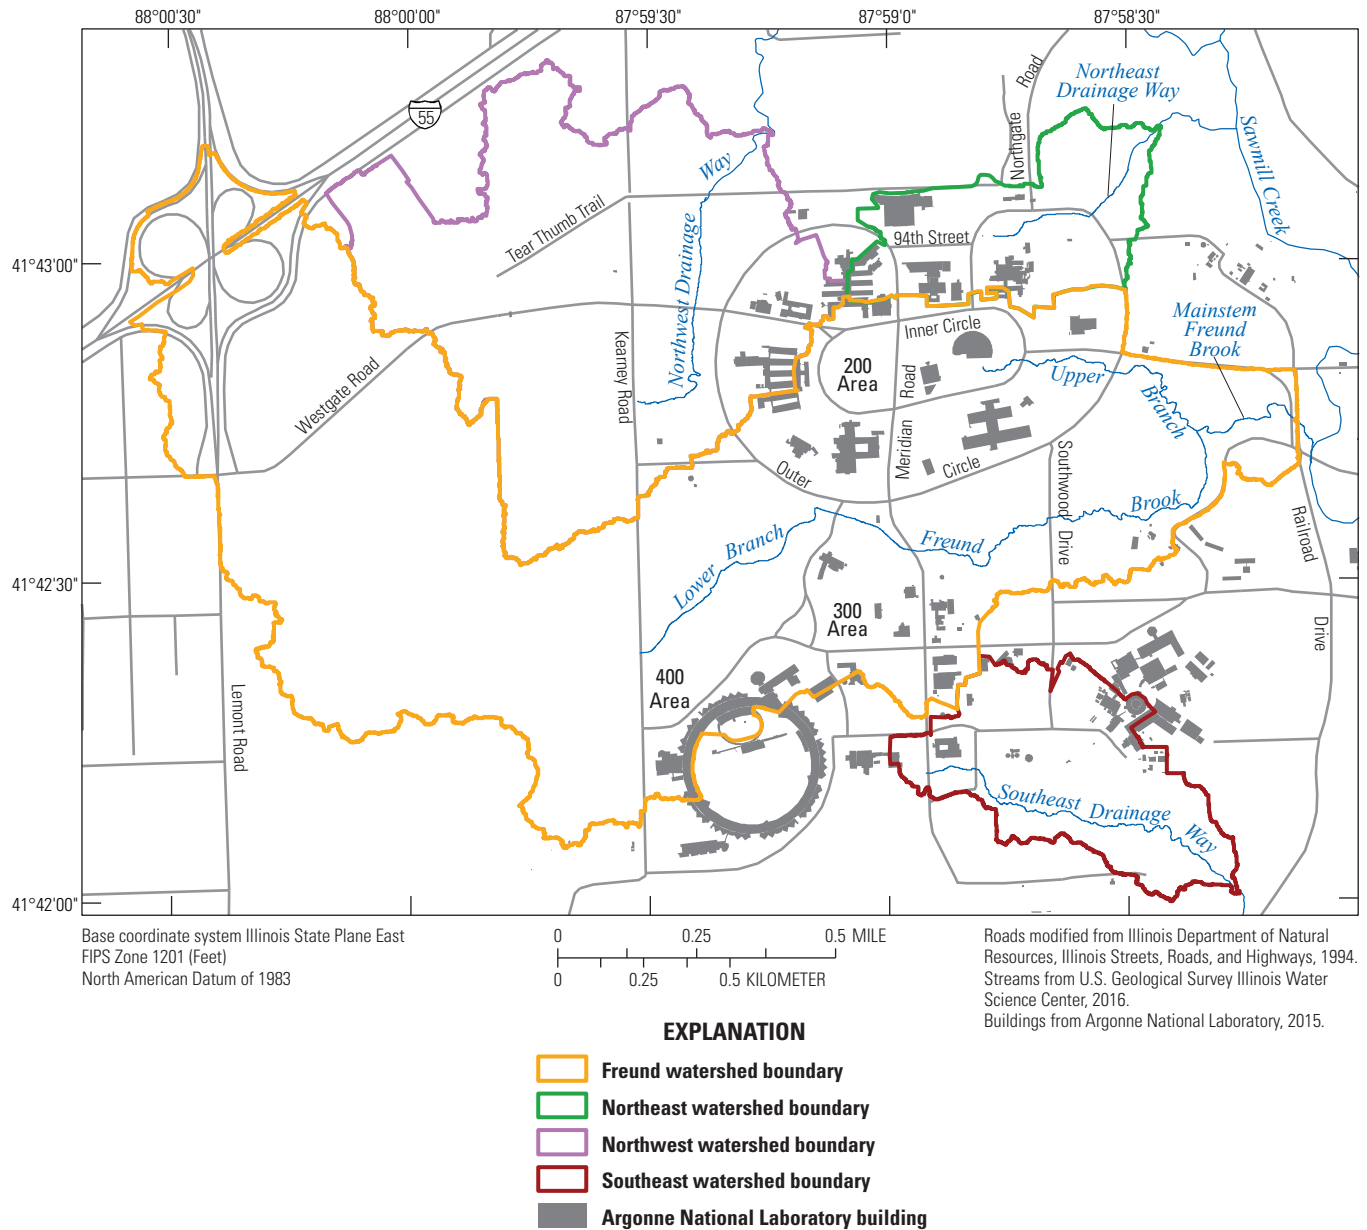 88°00'30"
88°00'00"
87°59'30"
87°59'0"
87°58'30"
Northeast
Drainage Way
Road
Northgate
Sawmill Creek
55
Way
Northwest Drainage
Tear Thumb Trail
94th Street
41°43'00"
Mainstem
Freund
Brook
Inner Circle
Kearney Road
200
Area
Upper
Branch
Road
Meridian
Westgate Road
Outer
Circle
Southwood Drive
Brook
Freund
Lower Branch
Railroad
Drive
41°42'30"
300
Area
400
Area
Lemont Road
Southeast Drainage
Way
41°42'00"
Base coordinate system Illinois State Plane East
FIPS Zone 1201 (Feet)
North American Datum of 1983
0 0.25 0.5 MILE
0 0.25 0.5 KILOMETER
Roads modified from Illinois Department of Natural
Resources, Illinois Streets, Roads, and Highways, 1994.
Streams from U.S. Geological Survey Illinois Water
Science Center, 2016.
Buildings from Argonne National Laboratory, 2015.
EXPLANATION
Freund watershed boundary
Northeast watershed boundary
Northwest watershed boundary
Southeast watershed boundary
Argonne National Laboratory building